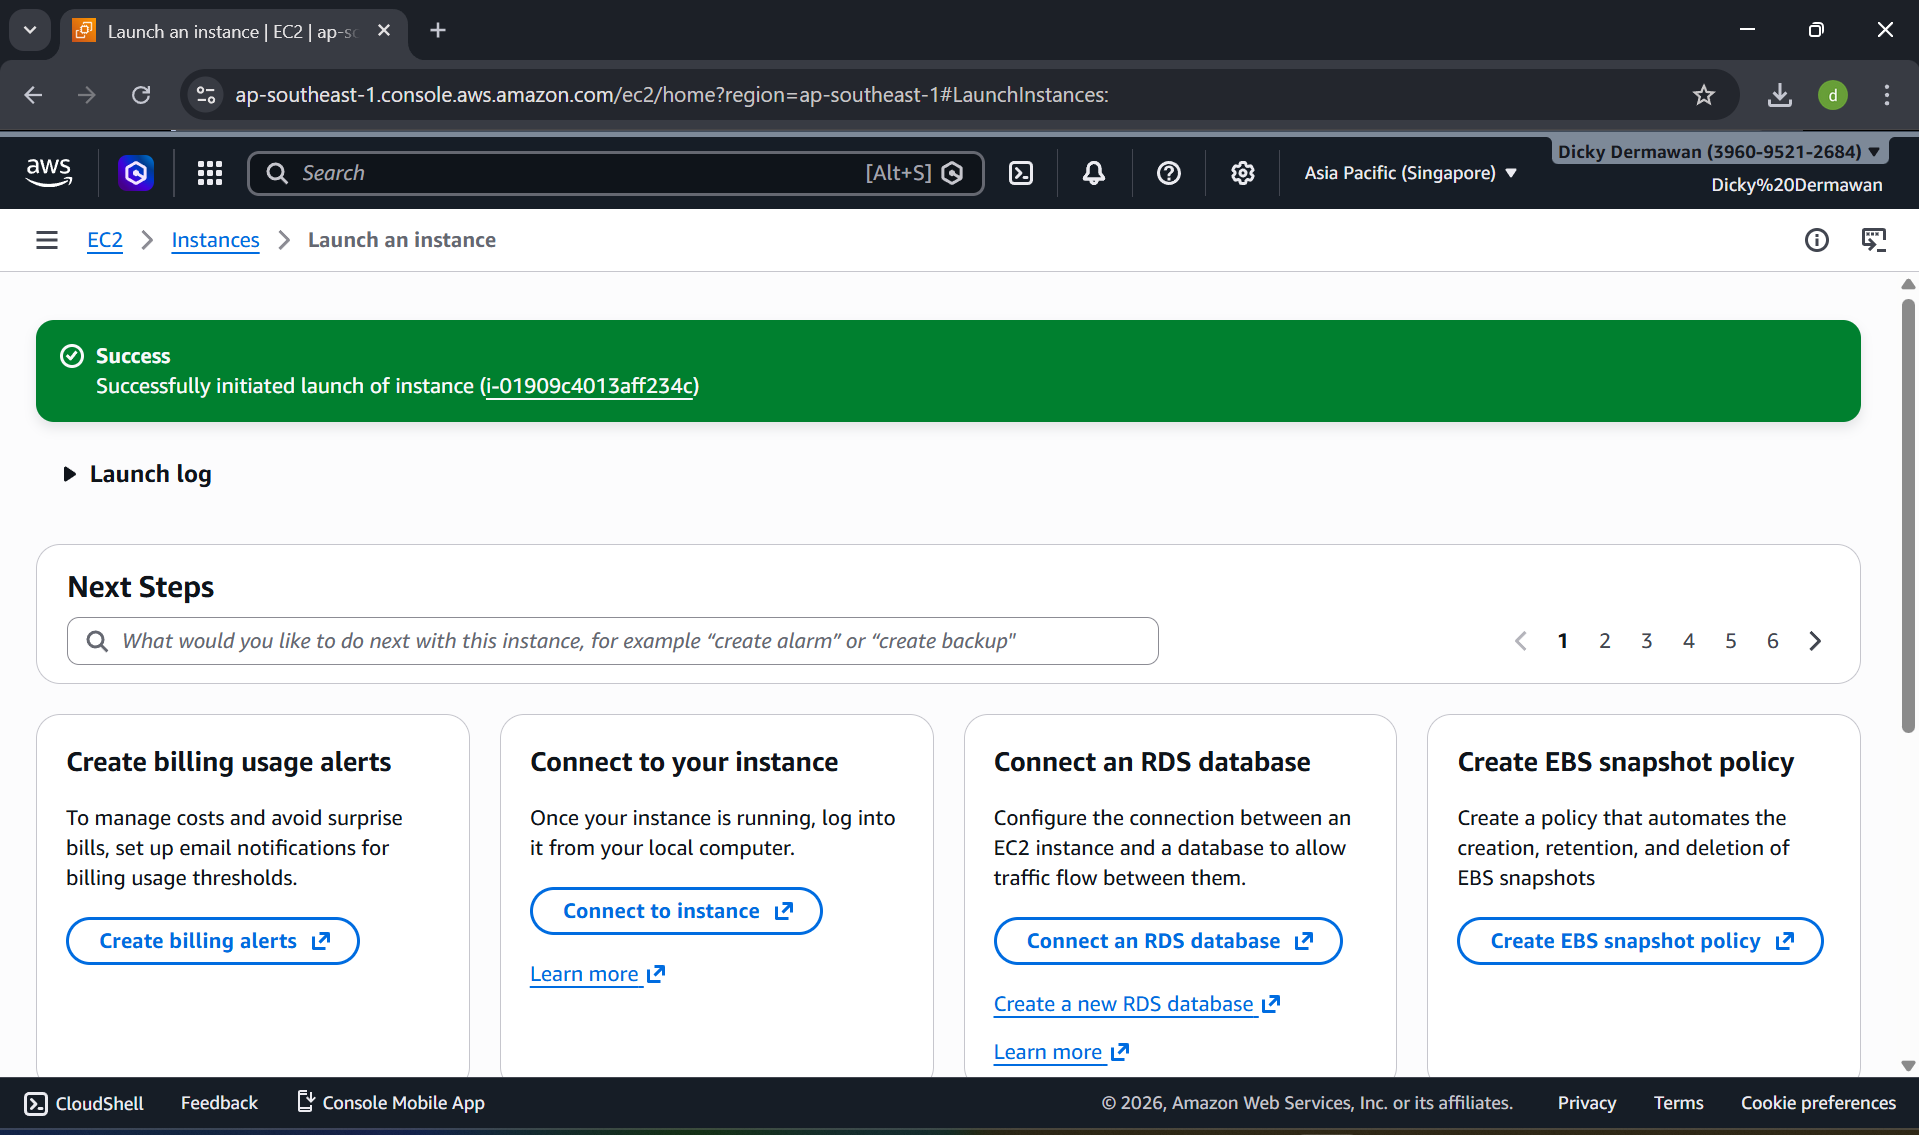 Launch an instance | EC2 | ap-so
ap-southeast-1.console.aws.amazon.com/ec2/home?region=ap-southeast-1#LaunchInstances:
d
aws
Search
[Alt+S]
Asia Pacific (Singapore)
Dicky Dermawan (3960-9521-2684)
Dicky%20Dermawan
EC2
Instances
Launch an instance
Success
Successfully initiated launch of instance (i-01909c4013aff234c)
Launch log
Next Steps
What would you like to do next with this instance, for example “create alarm” or “create backup"
1 2 3 4 5 6
Create billing usage alerts
To manage costs and avoid surprise
bills, set up email notifications for
billing usage thresholds.
Create billing alerts
Connect to your instance
Once your instance is running, log into
it from your local computer.
Connect to instance
Learn more
Connect an RDS database
Configure the connection between an
EC2 instance and a database to allow
traffic flow between them.
Connect an RDS database
Create a new RDS database
Learn more
Create EBS snapshot policy
Create a policy that automates the
creation, retention, and deletion of
EBS snapshots
Create EBS snapshot policy
CloudShell
Feedback
Console Mobile App
© 2026, Amazon Web Services, Inc. or its affiliates.
Privacy
Terms
Cookie preferences